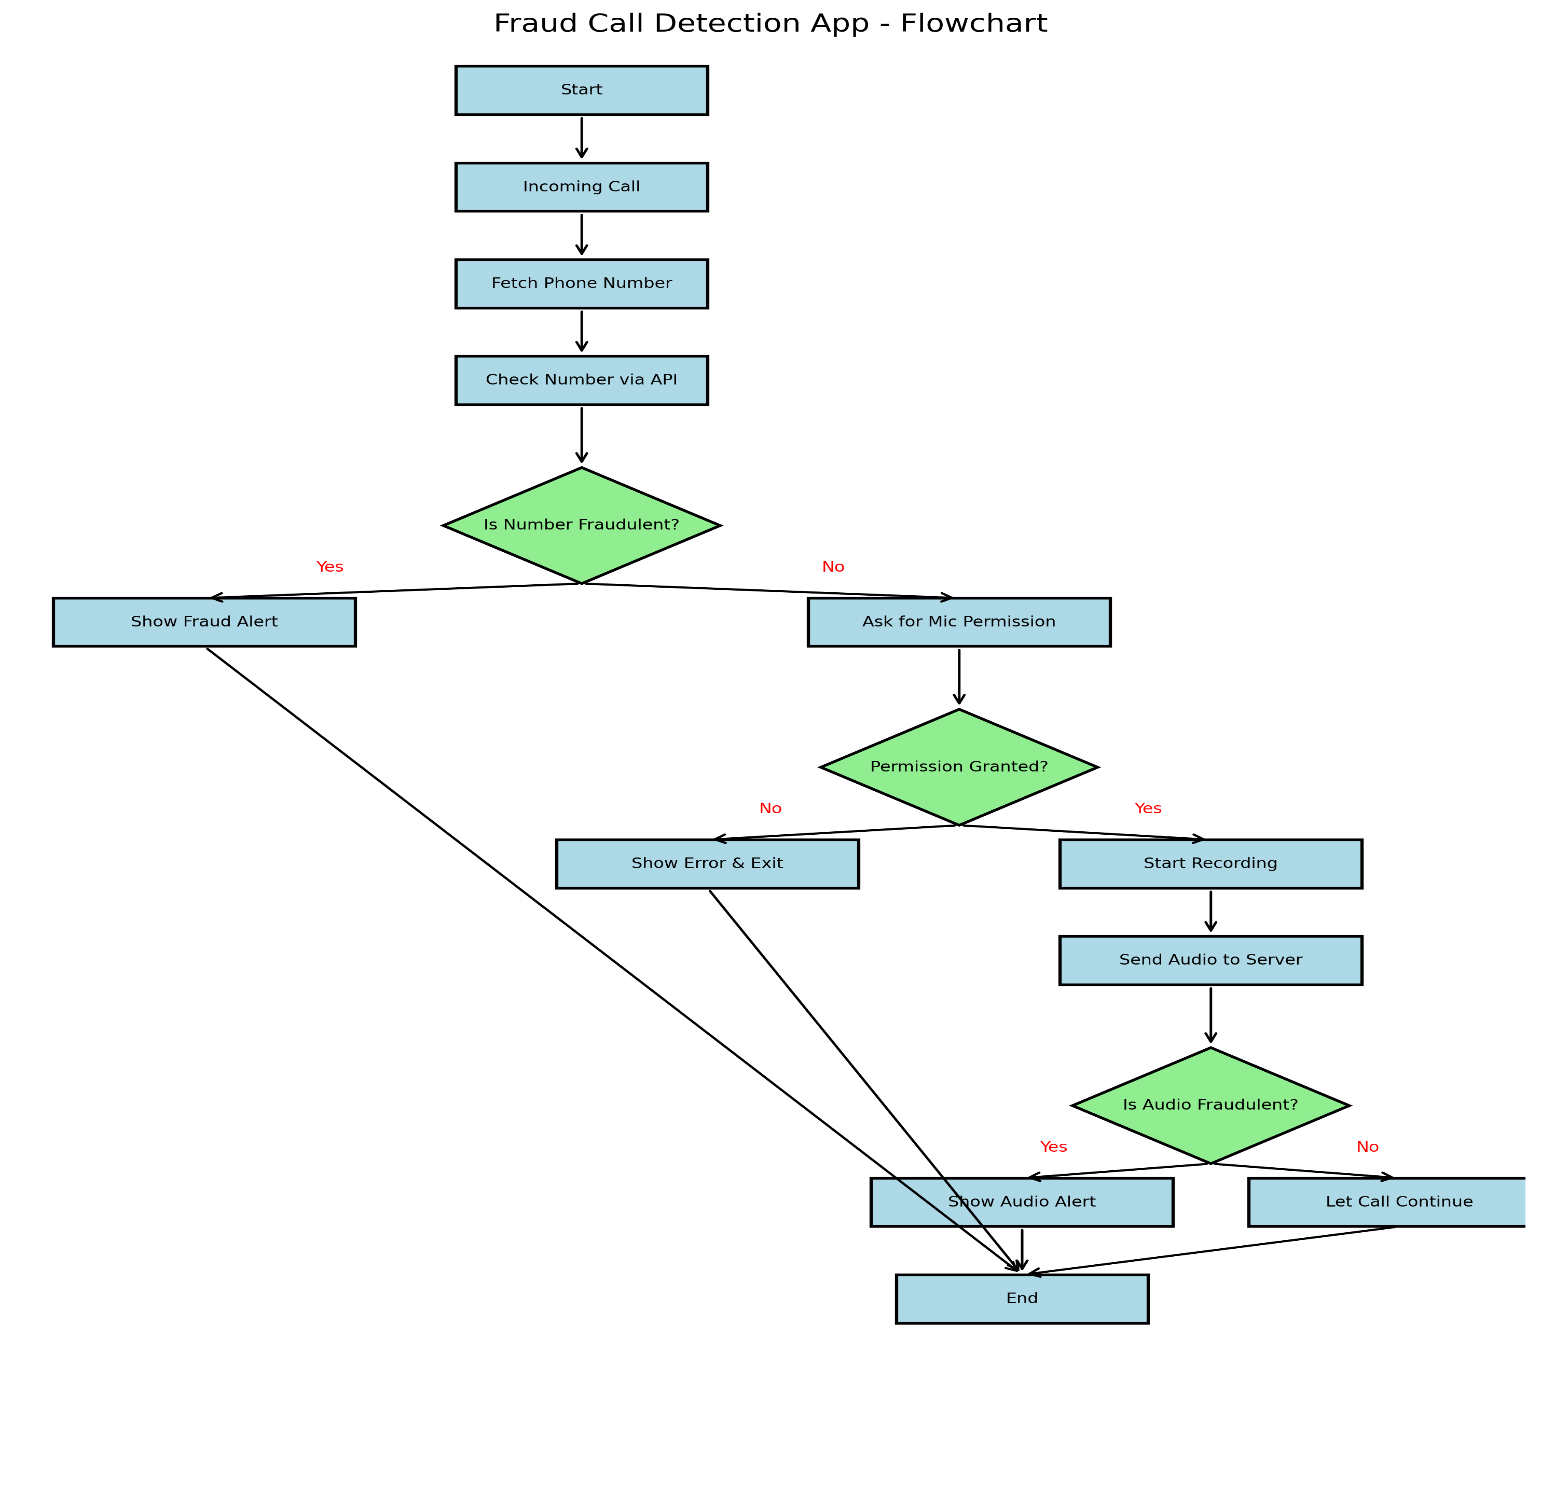 Fraud Call Detection App - Flowchart
Start
Incoming Call
Fetch Phone Number
Check Number via API
Is Number Fraudulent?
Yes
No
Show Fraud Alert
Ask for Mic Permission
Permission Granted?
No
Yes
Show Error & Exit
Start Recording
Send Audio to Server
Is Audio Fraudulent?
Yes
No
Show Audio Alert
Let Call Continue
End